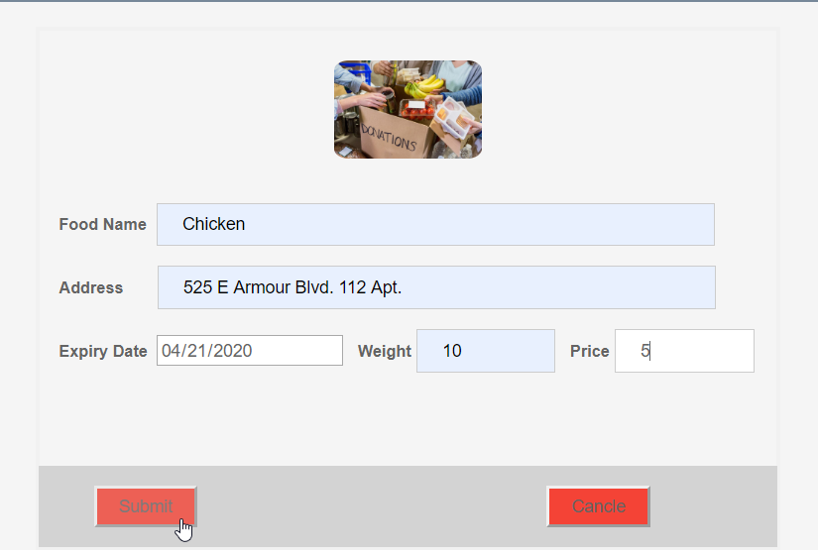 DONATIONS
Food Name Chicken
Address 525 E Armour Blvd. 112 Apt.
Expiry Date 04/21/2020 Weight 10 Price 5
Submit Cancle